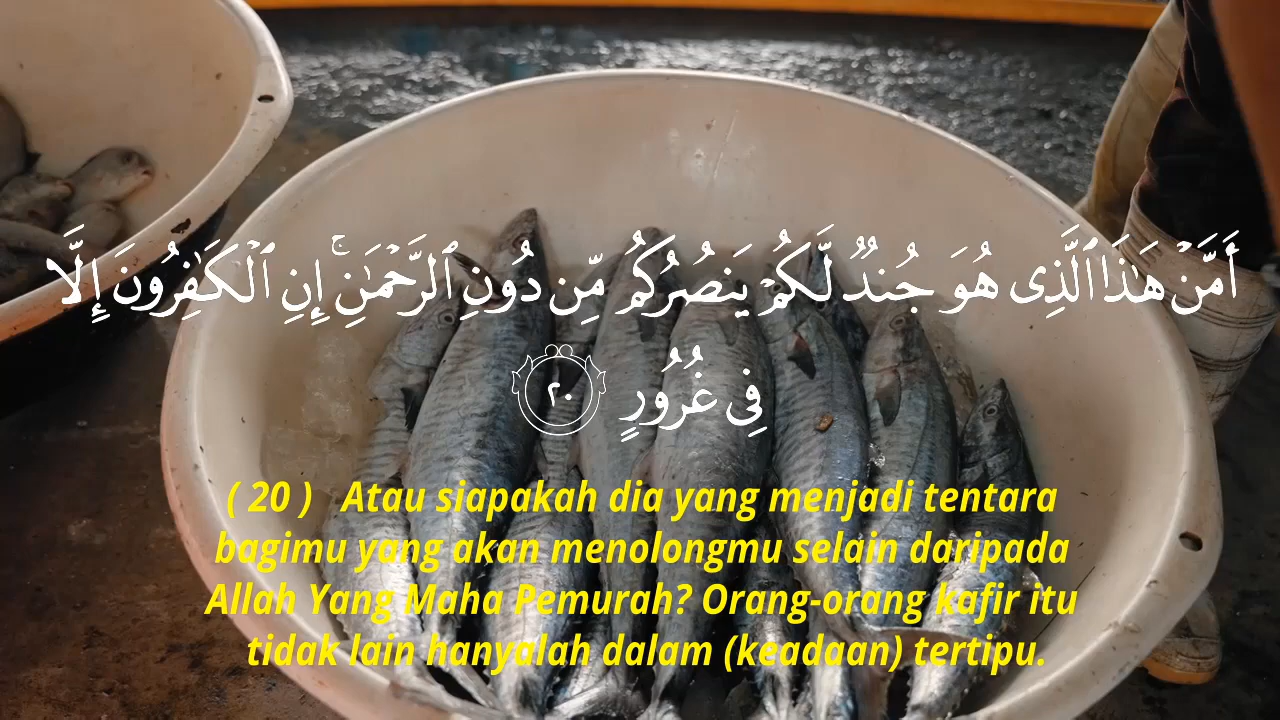 أَمَّنْ هَٰذَا ٱلَّذِى هُوَ جُندٌ لَّكُمْ يَنصُرُكُم مِّن دُونِ ٱلرَّحْمَٰنِ ۚ إِنِ ٱلْكَٰفِرُونَ إِلَّا
فِى غُرُورٍ ٢٠
( 20 ) Atau siapakah dia yang menjadi tentara
bagimu yang akan menolongmu selain daripada
Allah Yang Maha Pemurah? Orang-orang kafir itu
tidak lain hanyalah dalam (keadaan) tertipu.